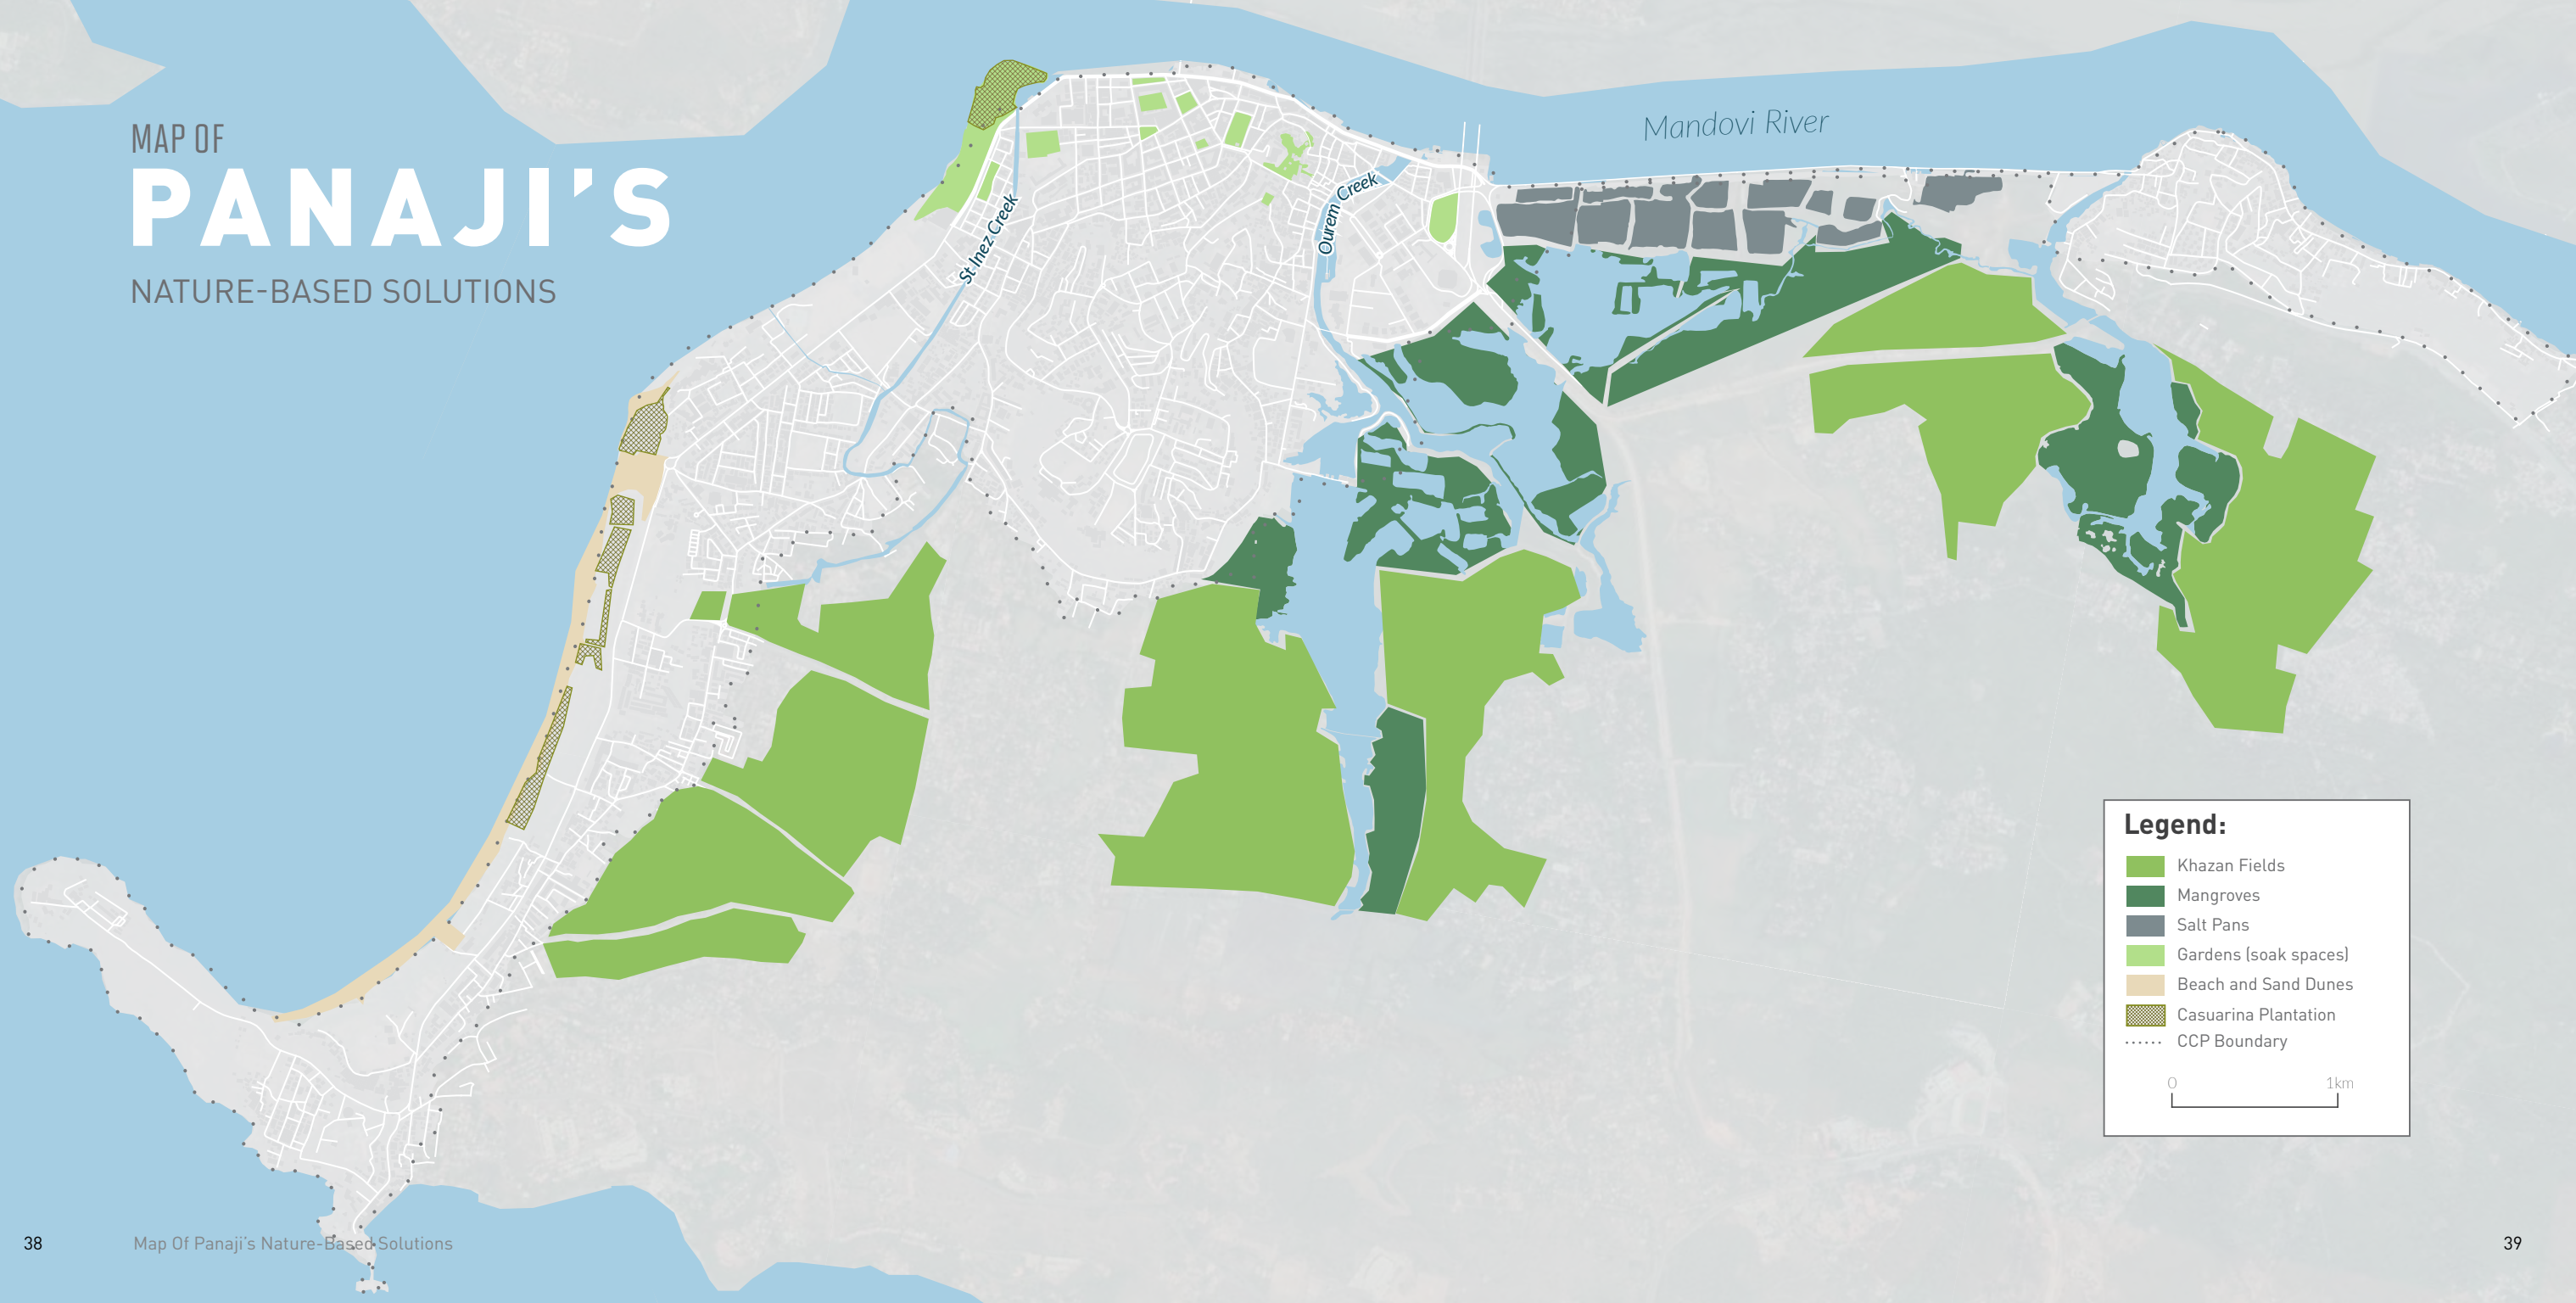 MAP OF
PANAJI’S
NATURE-BASED SOLUTIONS
Mandovi River
St Inez Creek
Ourem Creek
Legend:
Khazan Fields
Mangroves
Salt Pans
Gardens (soak spaces)
Beach and Sand Dunes
Casuarina Plantation
CCP Boundary
0 1km
38 Map Of Panaji’s Nature-Based Solutions 39